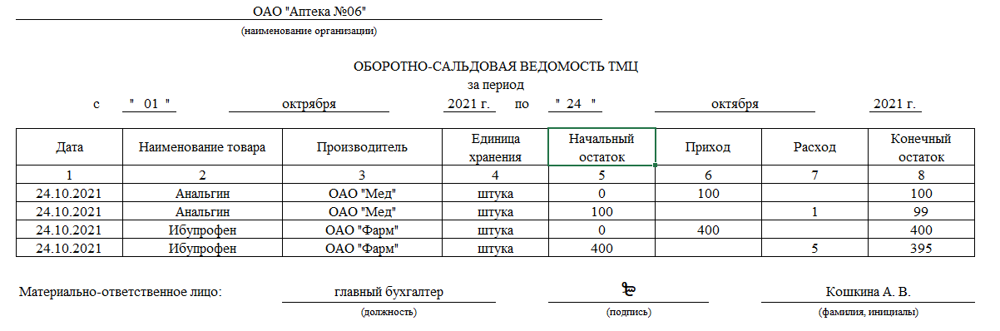 ОАО "Аптека №06"
(наименование организации)
ОБОРОТНО-САЛЬДОВАЯ ВЕДОМОСТЬ ТМЦ
за период
с " 01 " октрября 2021 г. по " 24 " октября 2021 г.
Дата Наименование товара Производитель Единица хранения Начальный остаток Приход Расход Конечный остаток
1 2 3 4 5 6 7 8
24.10.2021 Анальгин ОАО "Мед" штука 0 100 100
24.10.2021 Анальгин ОАО "Мед" штука 100 1 99
24.10.2021 Ибупрофен ОАО "Фарм" штука 0 400 400
24.10.2021 Ибупрофен ОАО "Фарм" штука 400 5 395
Материально-ответственное лицо: главный бухгалтер Кошкина А. В.
(должность) (подпись) (фамилия, инициалы)